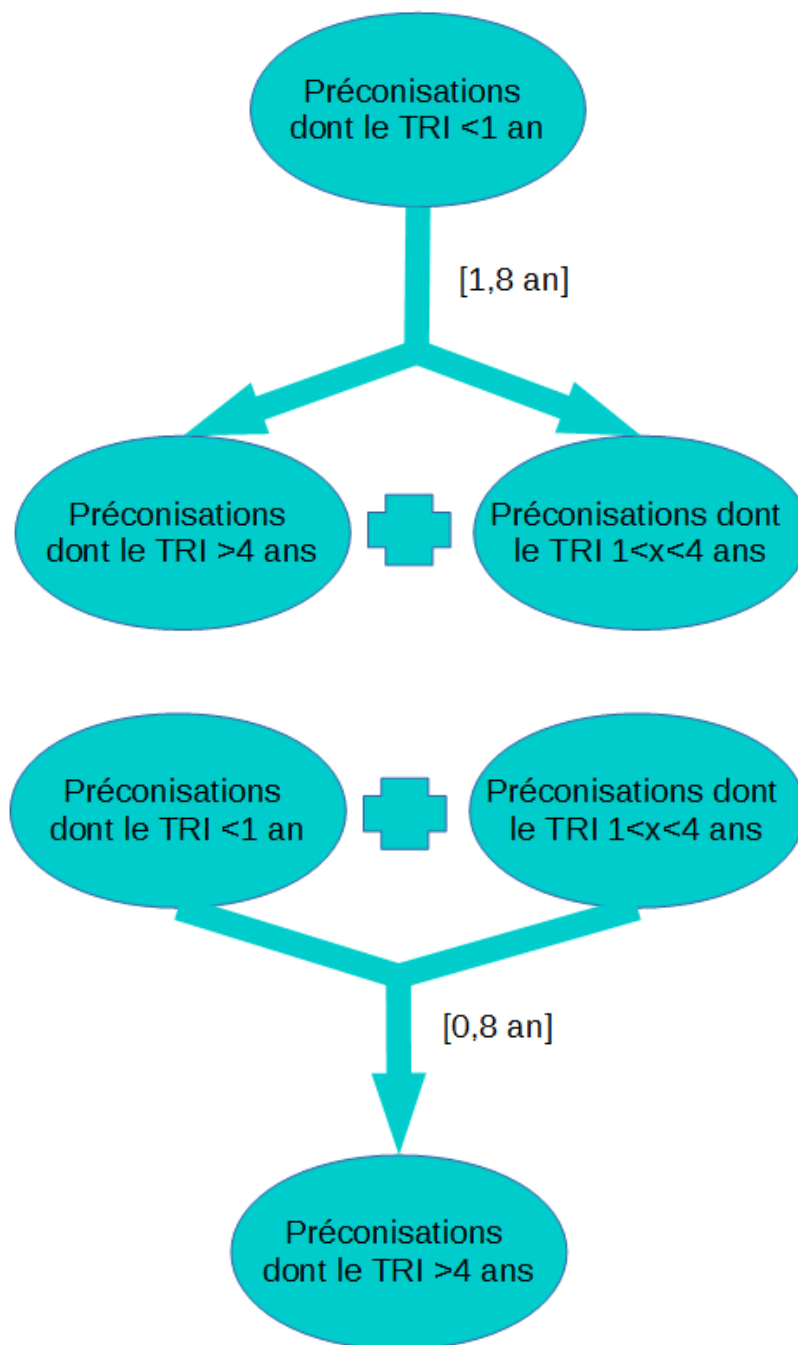 Préconisations
dont le TRI <1 an
[1,8 an]
Préconisations
dont le TRI >4 ans
Préconisations dont
le TRI 1<x<4 ans
Préconisations
dont le TRI <1 an
Préconisations dont
le TRI 1<x<4 ans
[0,8 an]
Préconisations
dont le TRI >4 ans